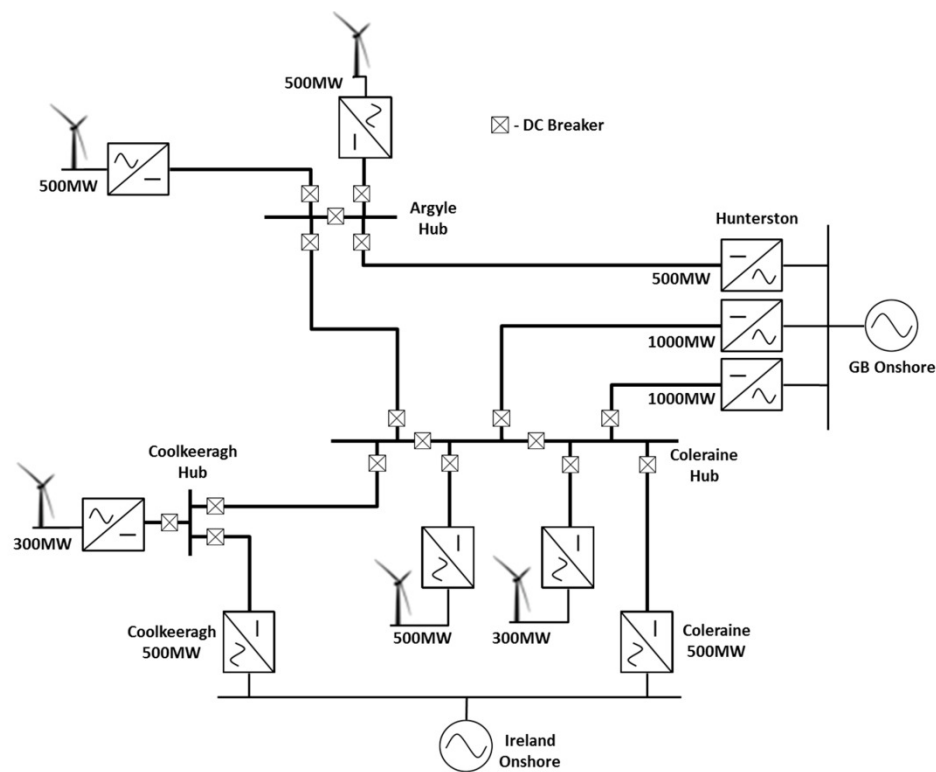 500MW
- DC Breaker
500MW
Argyle
Hub
Hunterston
500MW
1000MW
GB Onshore
1000MW
Coolkeeragh
Hub
Coleraine
Hub
300MW
500MW
300MW
Coolkeeragh
500MW
Coleraine
500MW
Ireland
Onshore